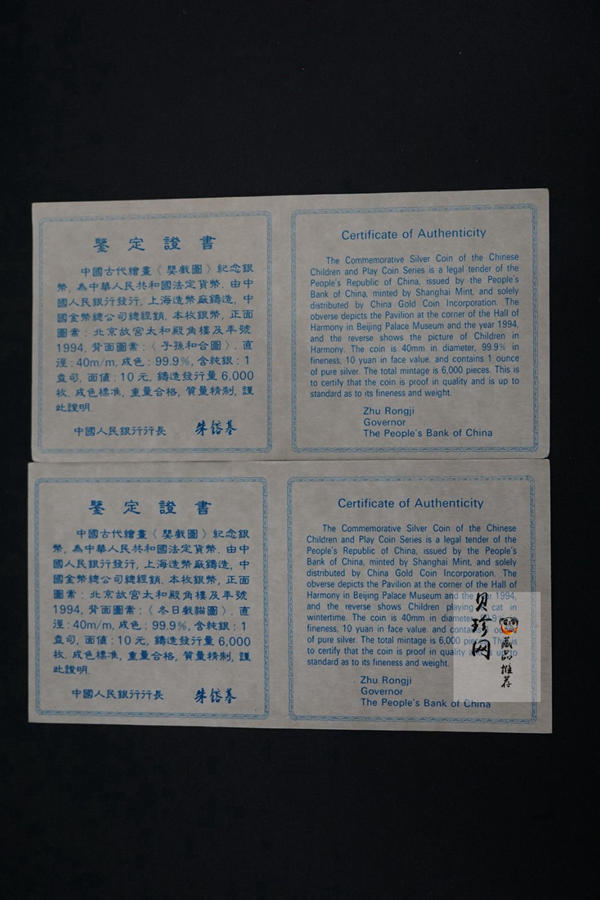 鑒定證書
中國古代繪畫《嬰戲圖》紀念銀
幣，為中華人民共和國法定貨幣，由中
國人民銀行發行，上海造幣廠鑄造，中
國金幣總公司總經銷，本枚銀幣，正面
圖案：北京故宮太和殿角樓及年號
1994，背面圖案：《子孫和合圖》，直
徑：40m/m，成色：99.9%，含純銀：1
盎司，面值：10元，鑄造發行量6,000
枚，成色標准，重量合格，質量精制，謹
此證明
中國人民銀行行長 朱镕基
Certificate of Authenticity
The Commemorative Silver Coin of the Chinese
Children and Play Coin Series is a legal tender of the
People's Republic of China, issued by the People's
Bank of China, minted by Shanghai Mint, and solely
distributed by China Gold Coin Incorporation. The
obverse depicts the Pavilion at the corner of the Hall of
Harmony in Beijing Palace Museum and the year 1994,
and the reverse shows the picture of Children in
Harmony. The coin is 40mm in diameter, 99.9% in
fineness, 10 yuan in face value, and contains 1 ounce
of pure silver. The total mintage is 6,000 pieces. This is
to certify that the coin is proof in quality and is up to
standard as to its fineness and weight.
Zhu Rongji
Governor
The People's Bank of China
鑒定證書
中國古代繪畫《嬰戲圖》紀念銀
幣，為中華人民共和國法定貨幣，由中
國人民銀行發行，上海造幣廠鑄造，中
國金幣總公司總經銷，本枚銀幣，正面
圖案：北京故宮太和殿角樓及年號
1994，背面圖案：《冬日戲貓圖》，直
徑：40m/m，成色：99.9%，含純銀：1
盎司，面值：10元，鑄造發行量6,000
枚，成色標准，重量合格，質量精制，謹
此證明
中國人民銀行行長 朱镕基
Certificate of Authenticity
The Commemorative Silver Coin of the Chinese
Children and Play Coin Series is a legal tender of the
People's Republic of China, issued by the People's
Bank of China, minted by Shanghai Mint, and solely
distributed by China Gold Coin Incorporation. The
obverse depicts the Pavilion at the corner of the Hall of
Harmony in Beijing Palace Museum and the year 1994,
and the reverse shows Children playing cat in
wintertime. The coin is 40mm in diameter, in
fineness, 10 yuan in face value, and
of pure silver. The total mintage is 6,000
to certify that the coin is proof in quality up to
standard as to its fineness and weight.
Zhu Rongji
Governor
The People's Bank of China
贝珍网
藏品推荐